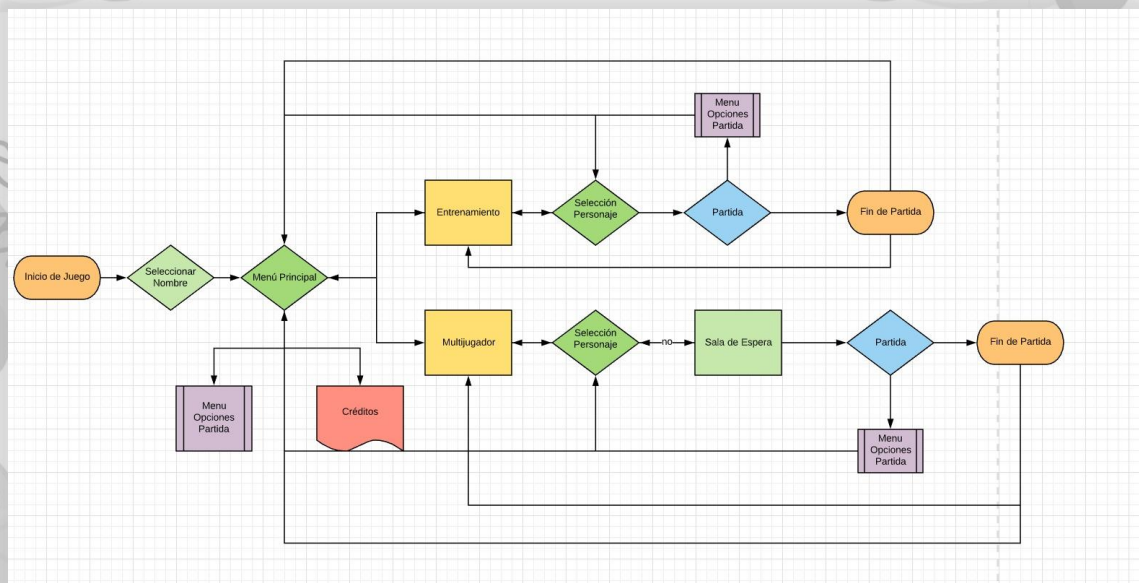 Menu
Opciones
Partida
Entrenamiento
Selección
Personaje
Partida
Fin de Partida
Inicio de Juego
Seleccionar
Nombre
Menú Principal
Multijugador
Selección
Personaje
no
Sala de Espera
Partida
Fin de Partida
Menu
Opciones
Partida
Créditos
Menu
Opciones
Partida